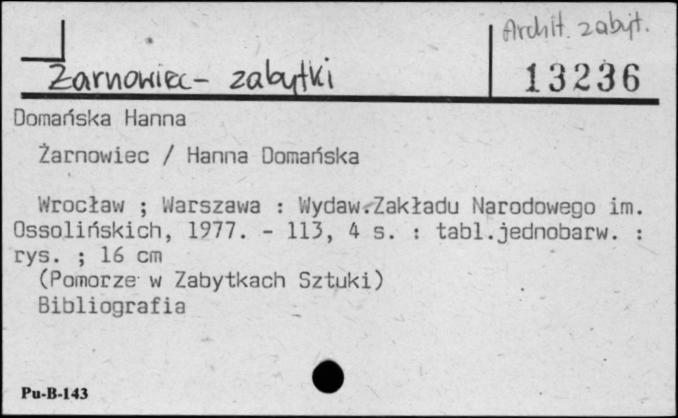 Archit. zabyt.
Żarnowiec - zabytki
13236
Domańska Hanna
Żarnowiec / Hanna Domańska
Wrocław ; Warszawa : Wydaw.Zakładu Narodowego im.
Ossolińskich, 1977. - 113, 4 s. : tabl.jednobarw. :
rys. ; 16 cm
(Pomorze w Zabytkach Sztuki)
Bibliografia
Pu-B-143